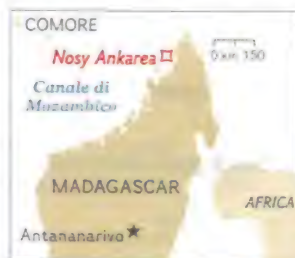 COMORE
Nosy Ankarea
0 km 150
Canale di
Mozambico
MADAGASCAR
AFRICA
Antananarivo